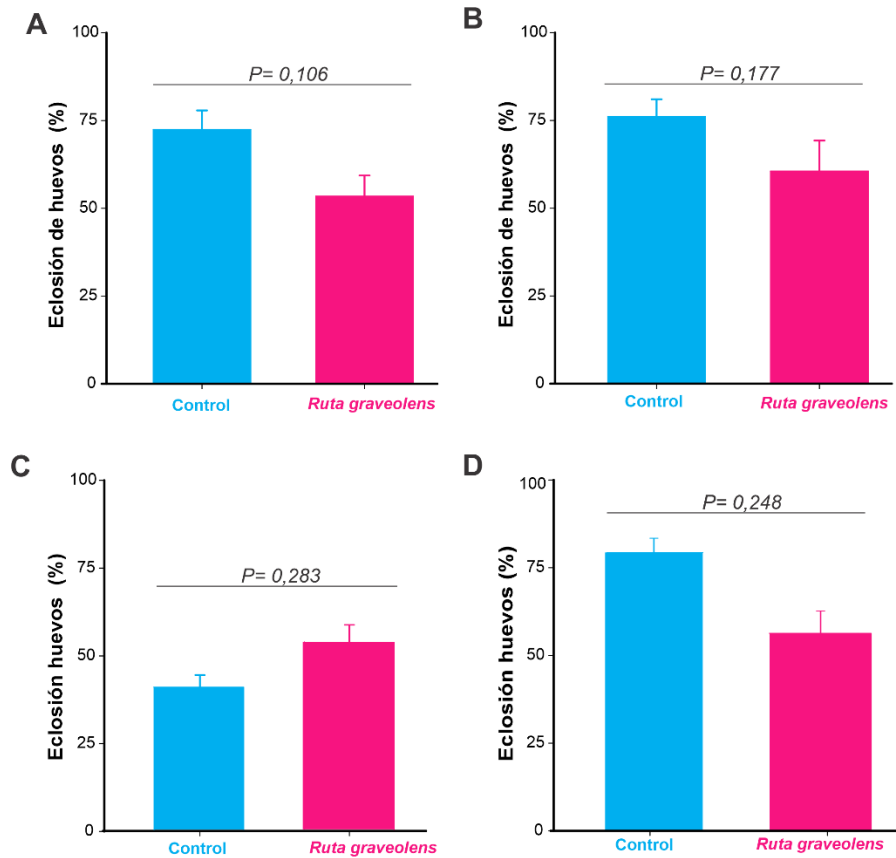 A
Eclosión de huevos (%)
100
75
50
25
0
P= 0,106
Control
Ruta graveolens
B
Eclosión de huevos (%)
100
75
50
25
0
P= 0,177
Control
Ruta graveolens
C
Eclosión huevos (%)
100
75
50
25
0
P= 0,283
Control
Ruta graveolens
D
Eclosión huevos (%)
100
75
50
25
0
P= 0,248
Control
Ruta graveolens